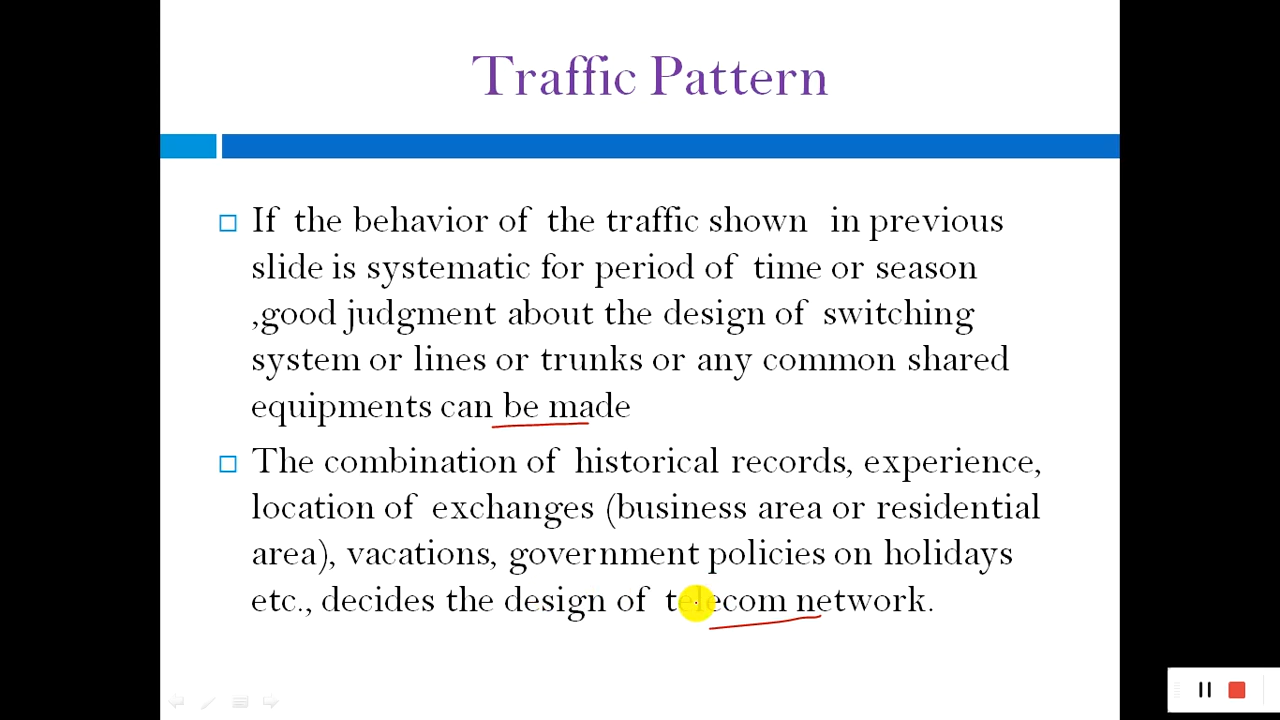 Traffic Pattern
If the behavior of the traffic shown in previous
slide is systematic for period of time or season
,good judgment about the design of switching
system or lines or trunks or any common shared
equipments can be made
The combination of historical records, experience,
location of exchanges (business area or residential
area), vacations, government policies on holidays
etc., decides the design of telecom network.